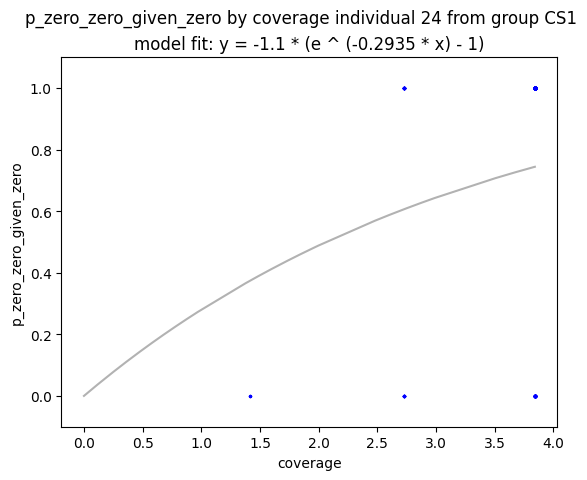 p_zero_zero_given_zero by coverage individual 24 from group CS1
model fit: y = -1.1 * (e ^ (-0.2935 * x) - 1)
p_zero_zero_given_zero
1.0
0.8
0.6
0.4
0.2
0.0
0.0 0.5 1.0 1.5 2.0 2.5 3.0 3.5 4.0
coverage